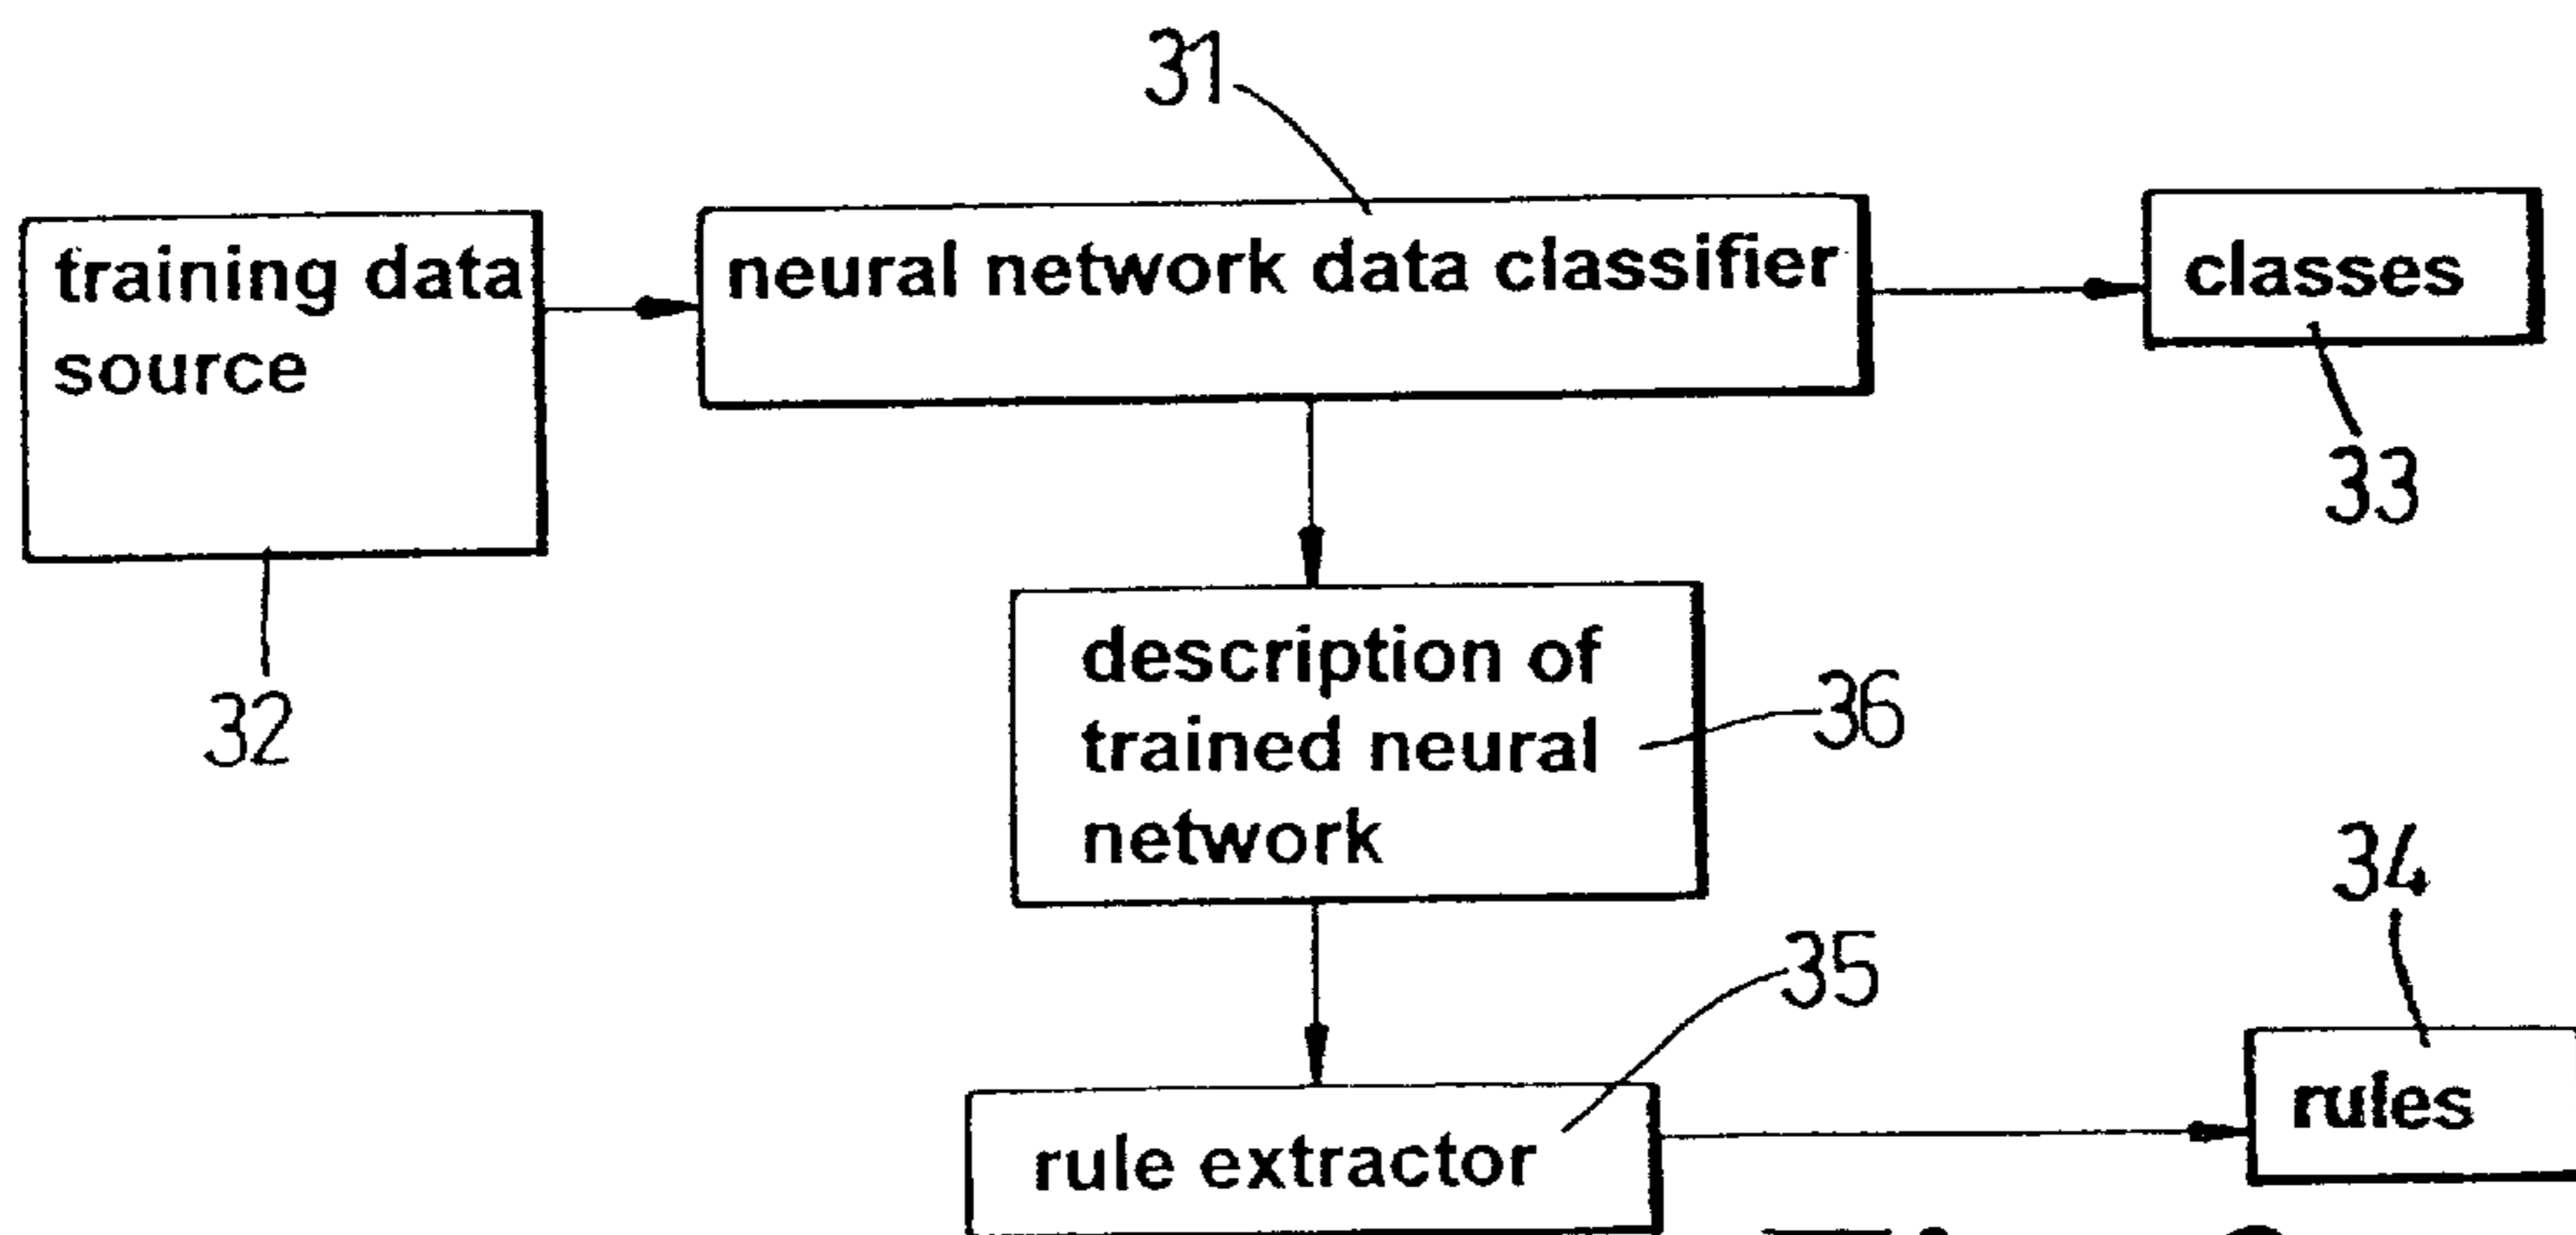 31
training data
source
neural network data classifier
classes
33
32
description of
trained neural
network
36
34
35
rule extractor
rules